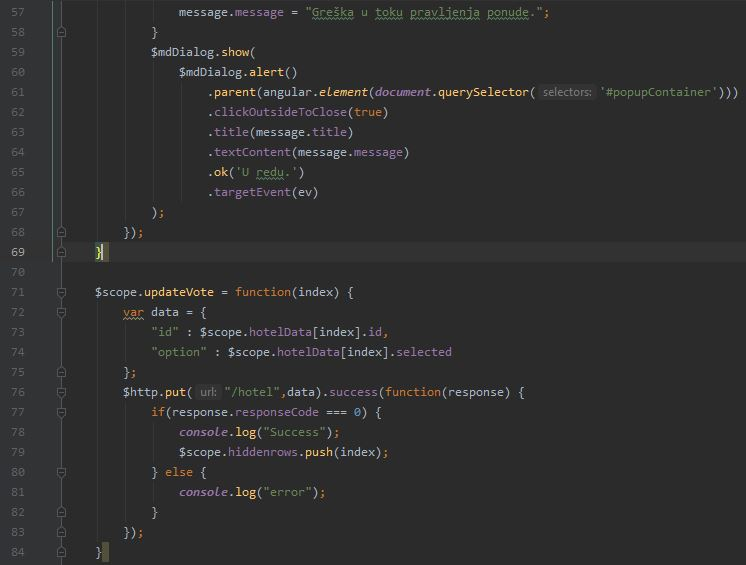 57 message.message = "Greška u toku pravljenja ponude.";
58 }
59 $mdDialog.show(
60 $mdDialog.alert()
61 .parent(angular.element(document.querySelector( selectors: '#popupContainer')))
62 .clickOutsideToClose(true)
63 .title(message.title)
64 .textContent(message.message)
65 .ok('U redu.')
66 .targetEvent(ev)
67 );
68 });
69 }
70
71 $scope.updateVote = function(index) {
72 var data = {
73 "id" : $scope.hotelData[index].id,
74 "option" : $scope.hotelData[index].selected
75 };
76 $http.put( url: "/hotel",data).success(function(response) {
77 if(response.responseCode === 0) {
78 console.log("Success");
79 $scope.hiddenrows.push(index);
80 } else {
81 console.log("error");
82 }
83 });
84 }